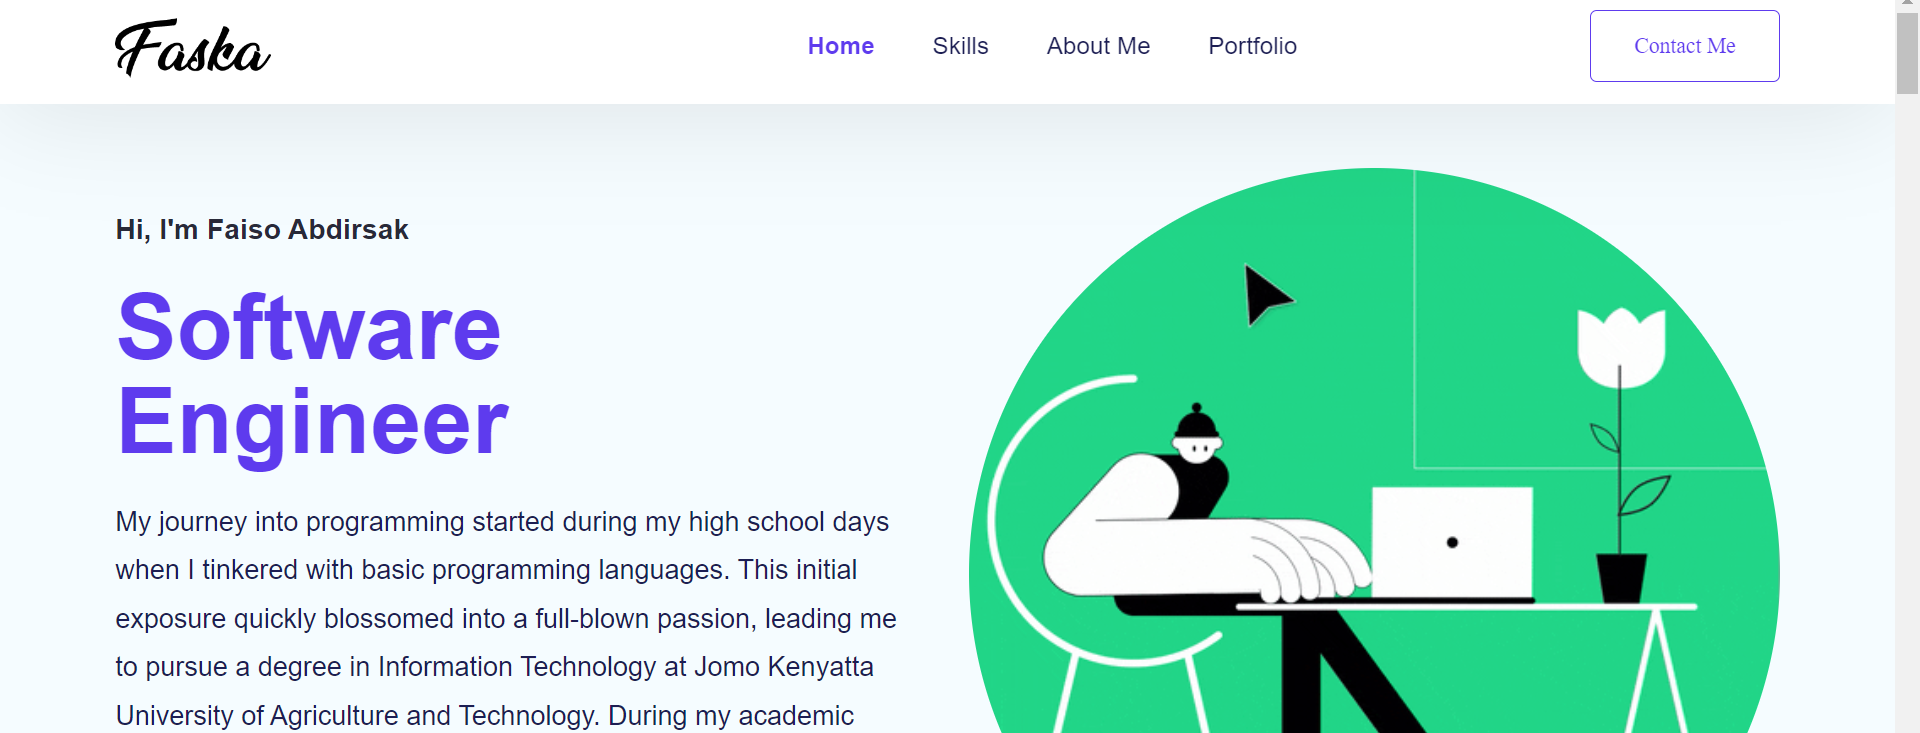 Faska
Home Skills About Me Portfolio Contact Me
Hi, I'm Faiso Abdirsak
Software
Engineer
My journey into programming started during my high school days
when I tinkered with basic programming languages. This initial
exposure quickly blossomed into a full-blown passion, leading me
to pursue a degree in Information Technology at Jomo Kenyatta
University of Agriculture and Technology. During my academic